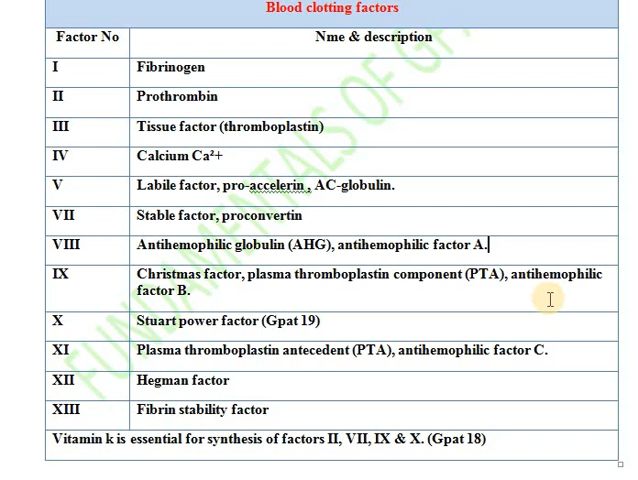 Blood clotting factors
Factor No Nme & description
I Fibrinogen
II Prothrombin
III Tissue factor (thromboplastin)
IV Calcium Ca²+
V Labile factor, pro-accelerin , AC-globulin.
VII Stable factor, proconvertin
VIII Antihemophilic globulin (AHG), antihemophilic factor A.
IX Christmas factor, plasma thromboplastin component (PTA), antihemophilic
factor B.
X Stuart power factor (Gpat 19)
XI Plasma thromboplastin antecedent (PTA), antihemophilic factor C.
XII Hegman factor
XIII Fibrin stability factor
Vitamin k is essential for synthesis of factors II, VII, IX & X. (Gpat 18)
FUNDAMENTALS OF